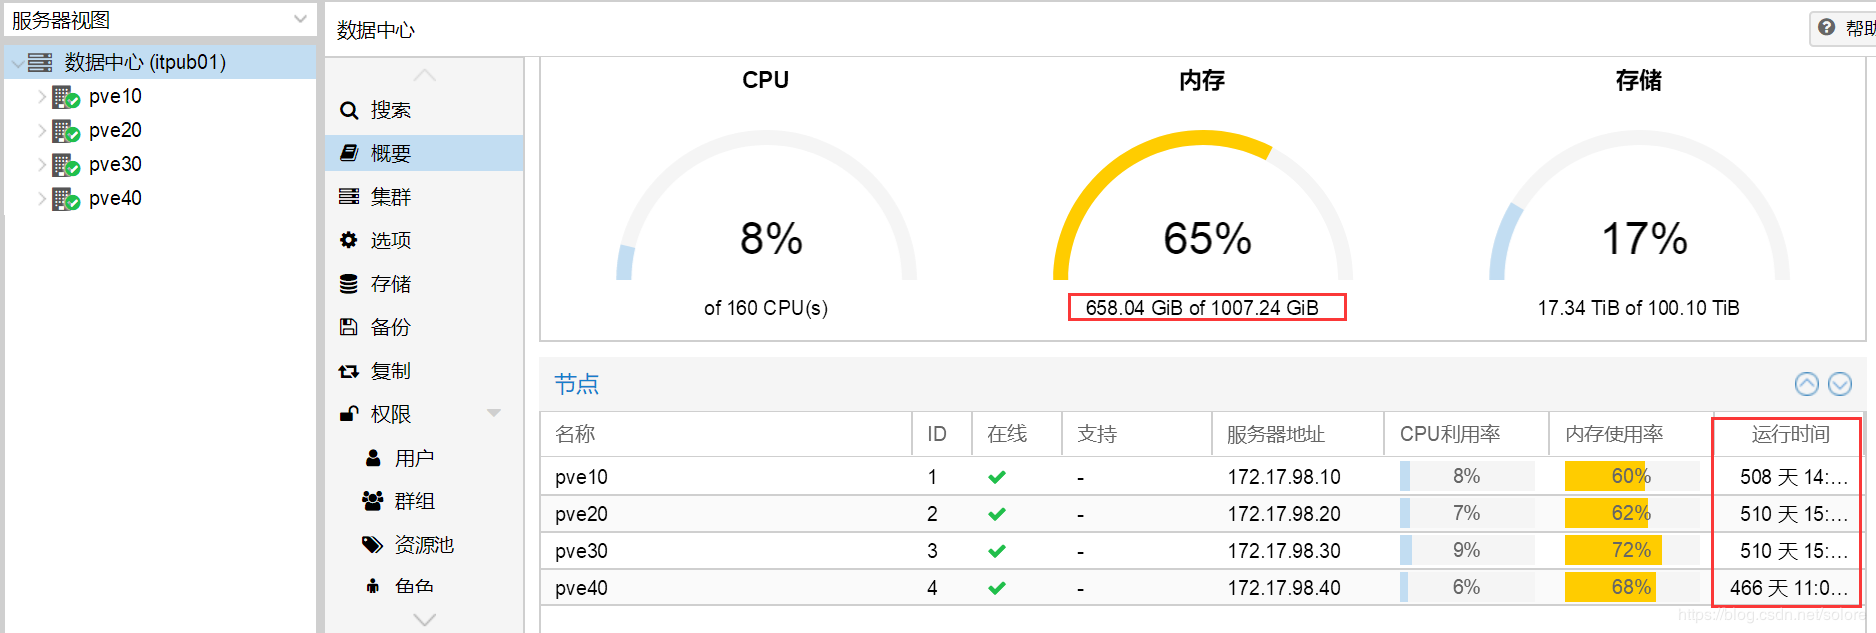 服务器视图
数据中心 (itpub01)
pve10
pve20
pve30
pve40
数据中心
帮助
搜索
概要
集群
选项
存储
备份
复制
权限
用户
群组
资源池
角色
CPU
8%
of 160 CPU(s)
内存
65%
658.04 GiB of 1007.24 GiB
存储
17%
17.34 TiB of 100.10 TiB
节点
名称 ID 在线 支持 服务器地址 CPU利用率 内存使用率 运行时间
pve10 1 - 172.17.98.10 8% 60% 508 天 14:...
pve20 2 - 172.17.98.20 7% 62% 510 天 15:...
pve30 3 - 172.17.98.30 9% 72% 510 天 15:...
pve40 4 - 172.17.98.40 6% 68% 466 天 11:0...
https://blog.csdn.net/solore